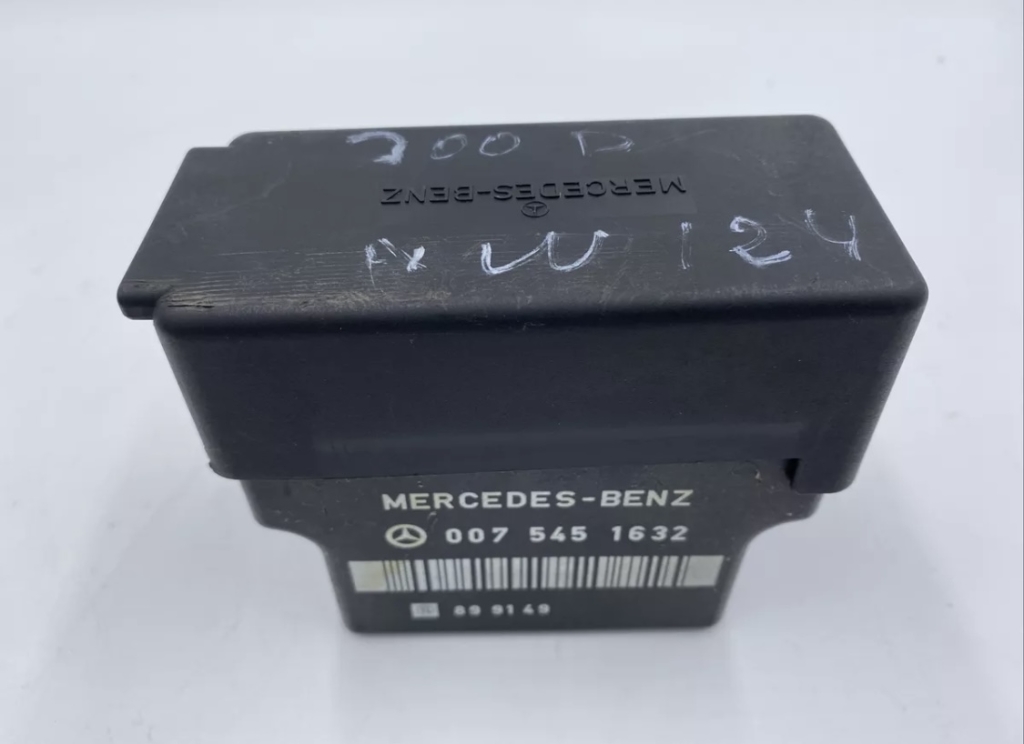 200 D
MERCEDES-BENZ
W 124
MERCEDES-BENZ
007 545 1632
89 91 49